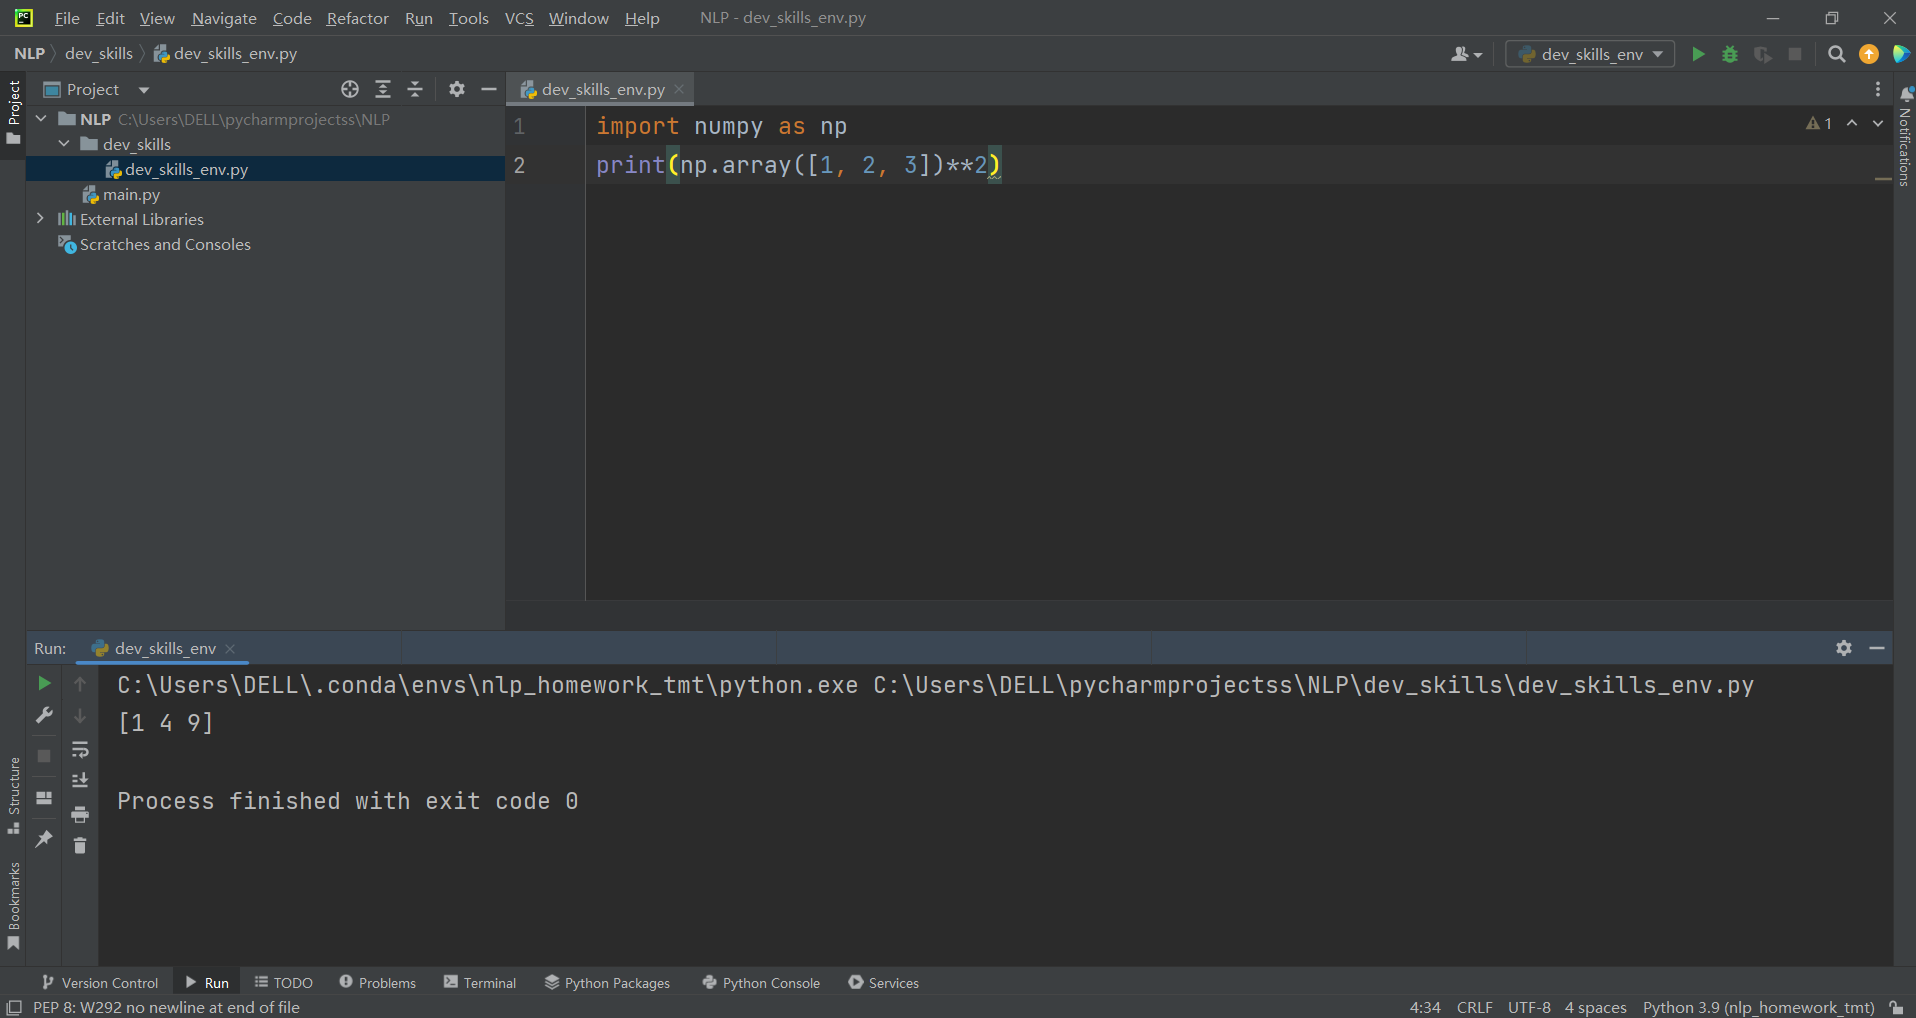 PC File Edit View Navigate Code Refactor Run Tools VCS Window Help NLP - dev_skills_env.py
NLP dev_skills dev_skills_env.py dev_skills_env
Project
Project
dev_skills_env.py
NLP C:\Users\DELL\pycharmprojectss\NLP
dev_skills
dev_skills_env.py
main.py
External Libraries
Scratches and Consoles
1 import numpy as np
2 print(np.array([1, 2, 3])**2)
1
Notifications
Run: dev_skills_env
C:\Users\DELL\.conda\envs\nlp_homework_tmt\python.exe C:\Users\DELL\pycharmprojectss\NLP\dev_skills\dev_skills_env.py
[1 4 9]
Process finished with exit code 0
Structure
Bookmarks
Version Control Run TODO Problems Terminal Python Packages Python Console Services
PEP 8: W292 no newline at end of file 4:34 CRLF UTF-8 4 spaces Python 3.9 (nlp_homework_tmt)